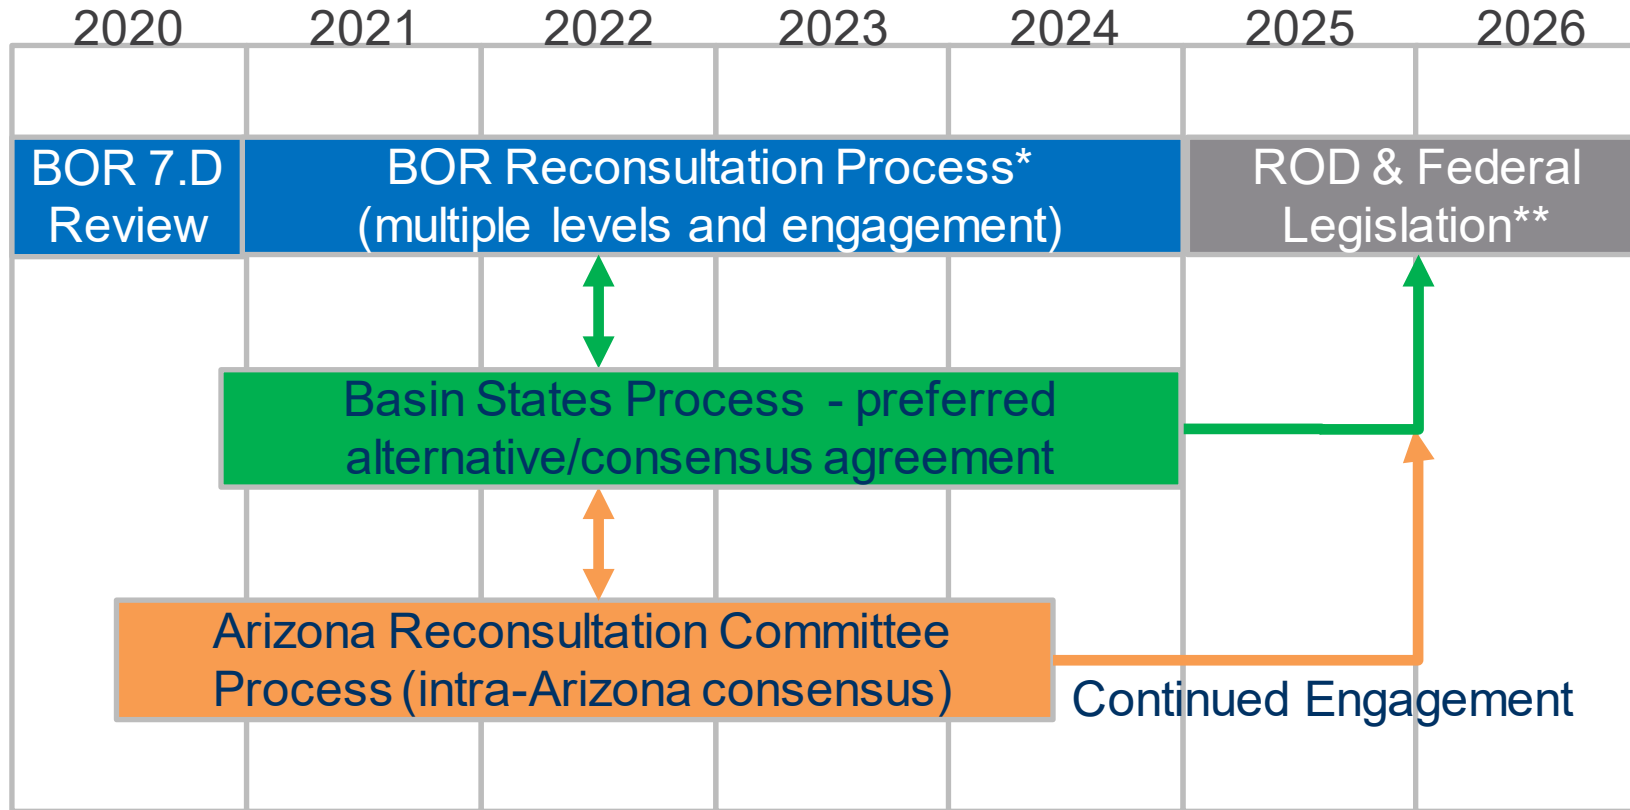 2020 2021 2022 2023 2024 2025 2026
BOR 7.D
Review
BOR Reconsultation Process*
(multiple levels and engagement)
ROD & Federal
Legislation**
Basin States Process - preferred
alternative/consensus agreement
Arizona Reconsultation Committee
Process (intra-Arizona consensus)
Continued Engagement